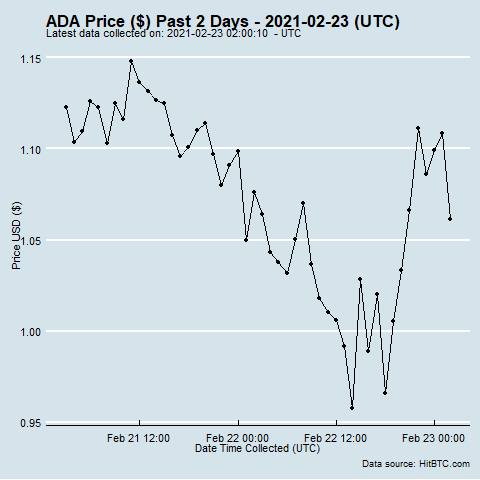 ADA Price ($) Past 2 Days - 2021-02-23 (UTC)
Latest data collected on: 2021-02-23 02:00:10 - UTC
1.15
1.10
1.05
1.00
0.95
Price USD ($)
Feb 21 12:00 Feb 22 00:00 Feb 22 12:00 Feb 23 00:00
Date Time Collected (UTC)
Data source: HitBTC.com